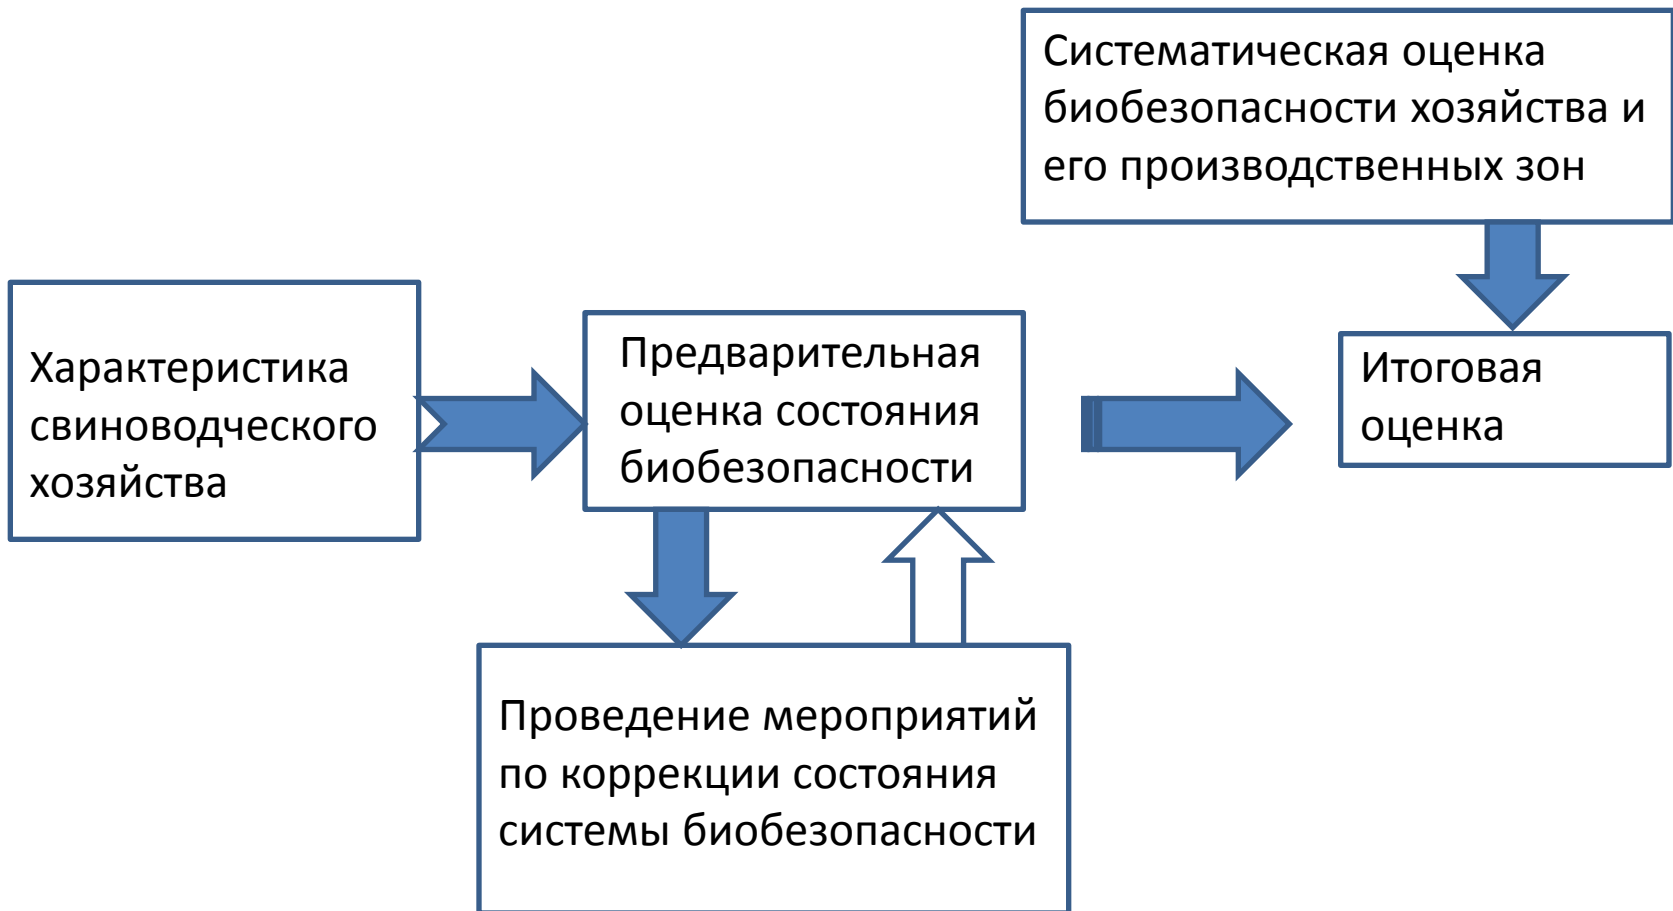 Систематическая оценка
биобезопасности хозяйства и
его производственных зон
Характеристика
свиноводческого
хозяйства
Предварительная
оценка состояния
биобезопасности
Итоговая
оценка
Проведение мероприятий
по коррекции состояния
системы биобезопасности